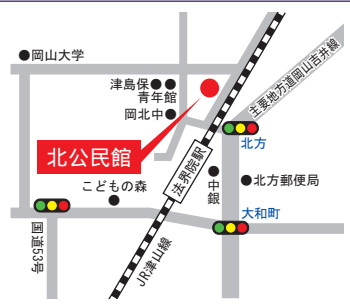 岡山大学
津島保
青年館
岡北中
主要地方道岡山吉井線
北方
北公民館
法界院駅
こどもの森
中銀
北方郵便局
大和町
国道53号
JR津山線